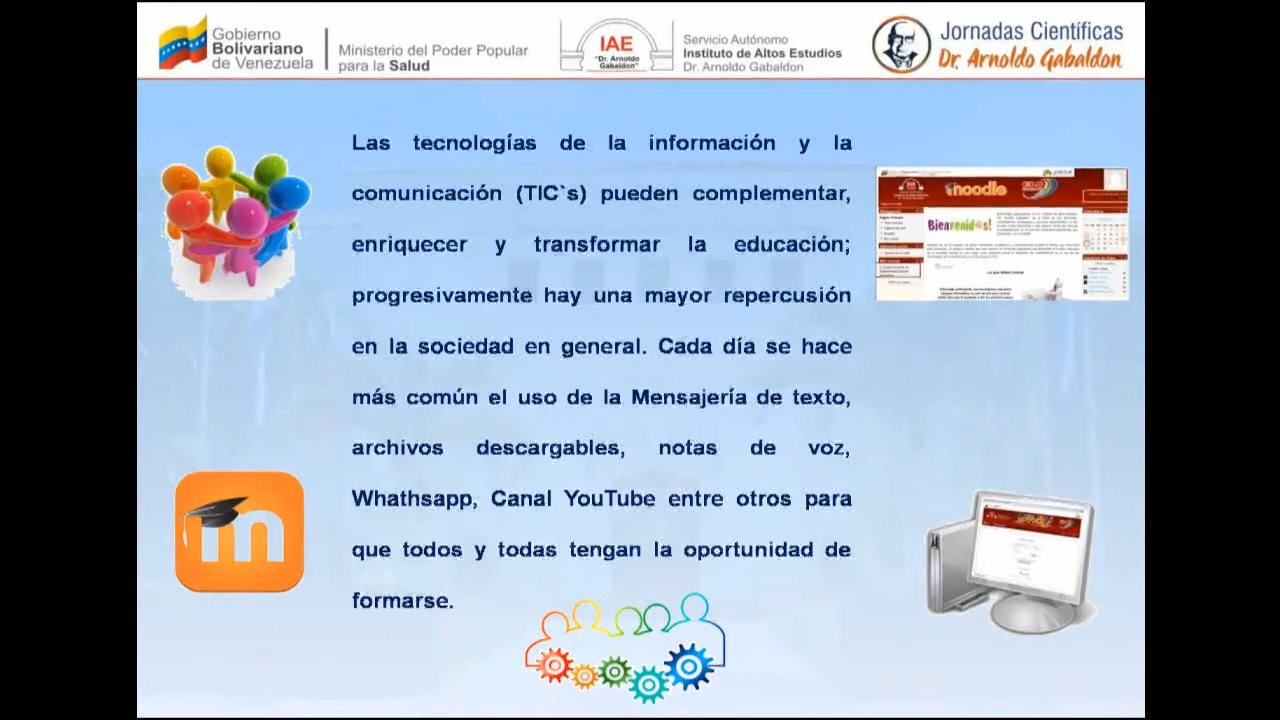 Gobierno
Bolivariano
de Venezuela
Ministerio del Poder Popular
para la Salud
IAE
"Dr. Arnoldo
Gabaldon"
Servicio Autónomo
Instituto de Altos Estudios
Dr. Arnoldo Gabaldon
Jornadas Científicas
Dr. Arnoldo Gabaldon
Las tecnologías de la información y la
comunicación (TIC`s) pueden complementar,
enriquecer y transformar la educación;
progresivamente hay una mayor repercusión
en la sociedad en general. Cada día se hace
más común el uso de la Mensajería de texto,
archivos descargables, notas de voz,
Whathsapp, Canal YouTube entre otros para
que todos y todas tengan la oportunidad de
formarse.
moodle
Bienvenid@s!
m